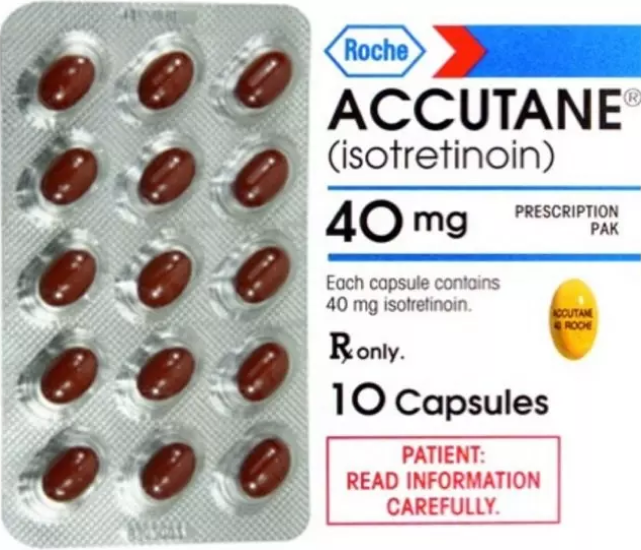 Roche
ACCUTANE®
(isotretinoin)
40 mg
PRESCRIPTION
PAK
Each capsule contains
40 mg isotretinoin.
ACCUTANE
40 ROCHE
Rx only.
10 Capsules
PATIENT:
READ INFORMATION
CAREFULLY.